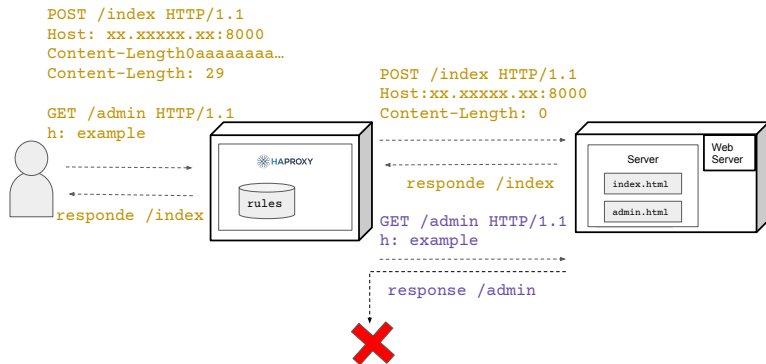 POST /index HTTP/1.1
Host: xx.xxxxx.xx:8000
Content-Length0aaaaaaaa…
Content-Length: 29
GET /admin HTTP/1.1
h: example
responde /index
HAPROXY
rules
POST /index HTTP/1.1
Host:xx.xxxxx.xx:8000
Content-Length: 0
responde /index
GET /admin HTTP/1.1
h: example
response /admin
Server
Web
Server
index.html
admin.html